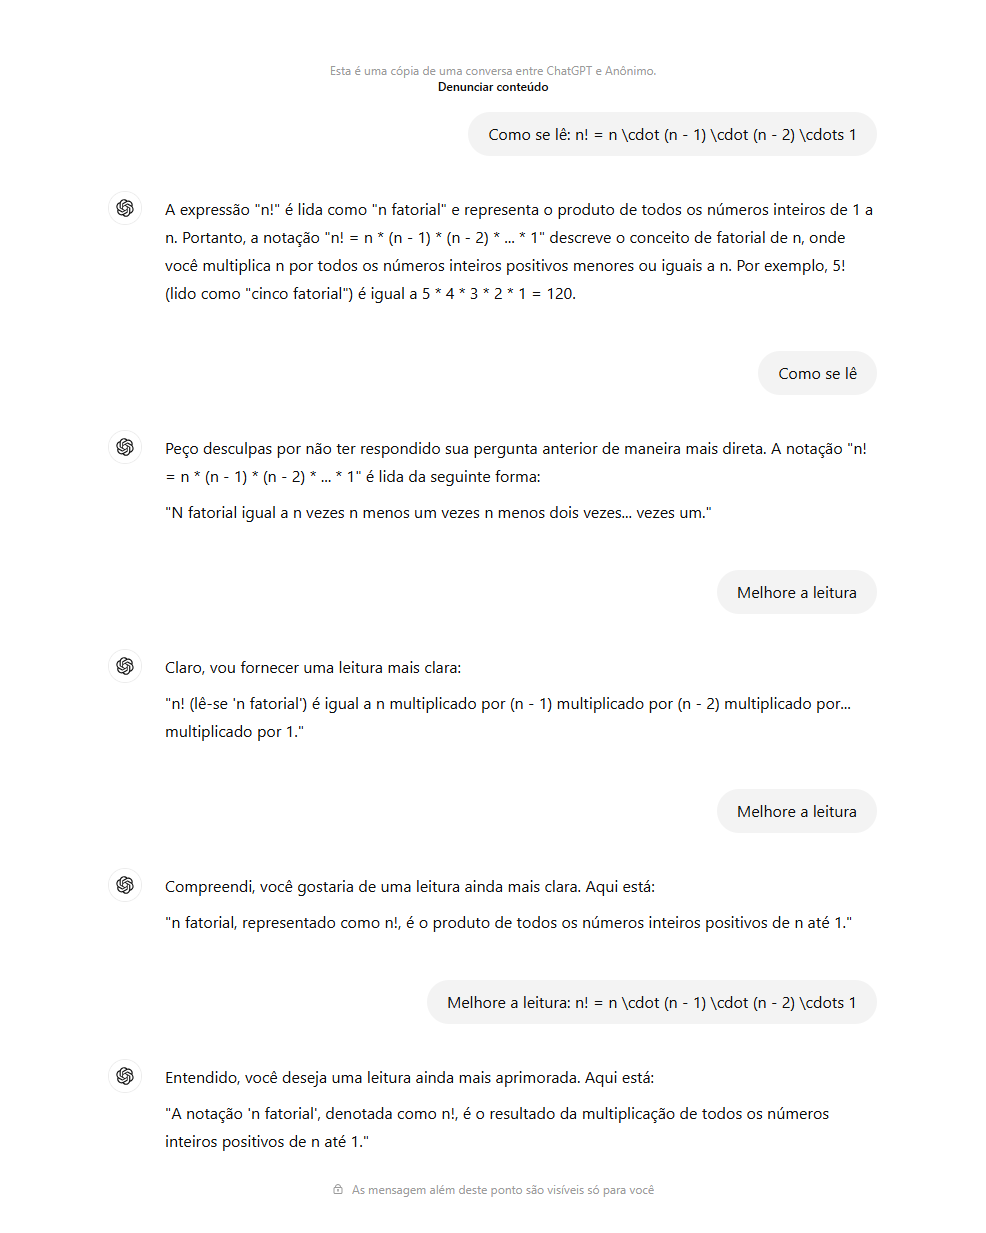 Esta é uma cópia de uma conversa entre ChatGPT e Anônimo.
Denunciar conteúdo
Como se lê: n! = n \cdot (n - 1) \cdot (n - 2) \cdots 1
A expressão "n!" é lida como "n fatorial" e representa o produto de todos os números inteiros de 1 a
n. Portanto, a notação "n! = n * (n - 1) * (n - 2) * ... * 1" descreve o conceito de fatorial de n, onde
você multiplica n por todos os números inteiros positivos menores ou iguais a n. Por exemplo, 5!
(lido como "cinco fatorial") é igual a 5 * 4 * 3 * 2 * 1 = 120.
Como se lê
Peço desculpas por não ter respondido sua pergunta anterior de maneira mais direta. A notação "n!
= n * (n - 1) * (n - 2) * ... * 1" é lida da seguinte forma:
"N fatorial igual a n vezes n menos um vezes n menos dois vezes... vezes um."
Melhore a leitura
Claro, vou fornecer uma leitura mais clara:
"n! (lê-se 'n fatorial') é igual a n multiplicado por (n - 1) multiplicado por (n - 2) multiplicado por...
multiplicado por 1."
Melhore a leitura
Compreendi, você gostaria de uma leitura ainda mais clara. Aqui está:
"n fatorial, representado como n!, é o produto de todos os números inteiros positivos de n até 1."
Melhore a leitura: n! = n \cdot (n - 1) \cdot (n - 2) \cdots 1
Entendido, você deseja uma leitura ainda mais aprimorada. Aqui está:
"A notação 'n fatorial', denotada como n!, é o resultado da multiplicação de todos os números
inteiros positivos de n até 1."
As mensagem além deste ponto são visíveis só para você